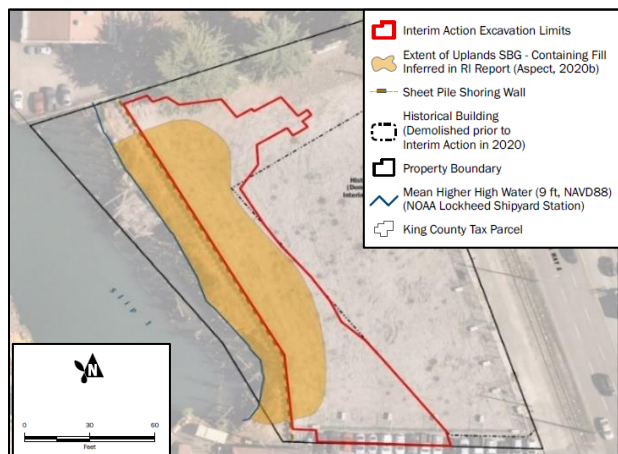 Interim Action Excavation Limits
Extent of Uplands SBG - Containing Fill
Inferred in RI Report (Aspect, 2020b)
Sheet Pile Shoring Wall
Historical Building
(Demolished prior to
Interim Action in 2020)
Property Boundary
Mean Higher High Water (9 ft, NAVD88)
(NOAA Lockheed Shipyard Station)
King County Tax Parcel
Slip
N
0 30 60
Feet